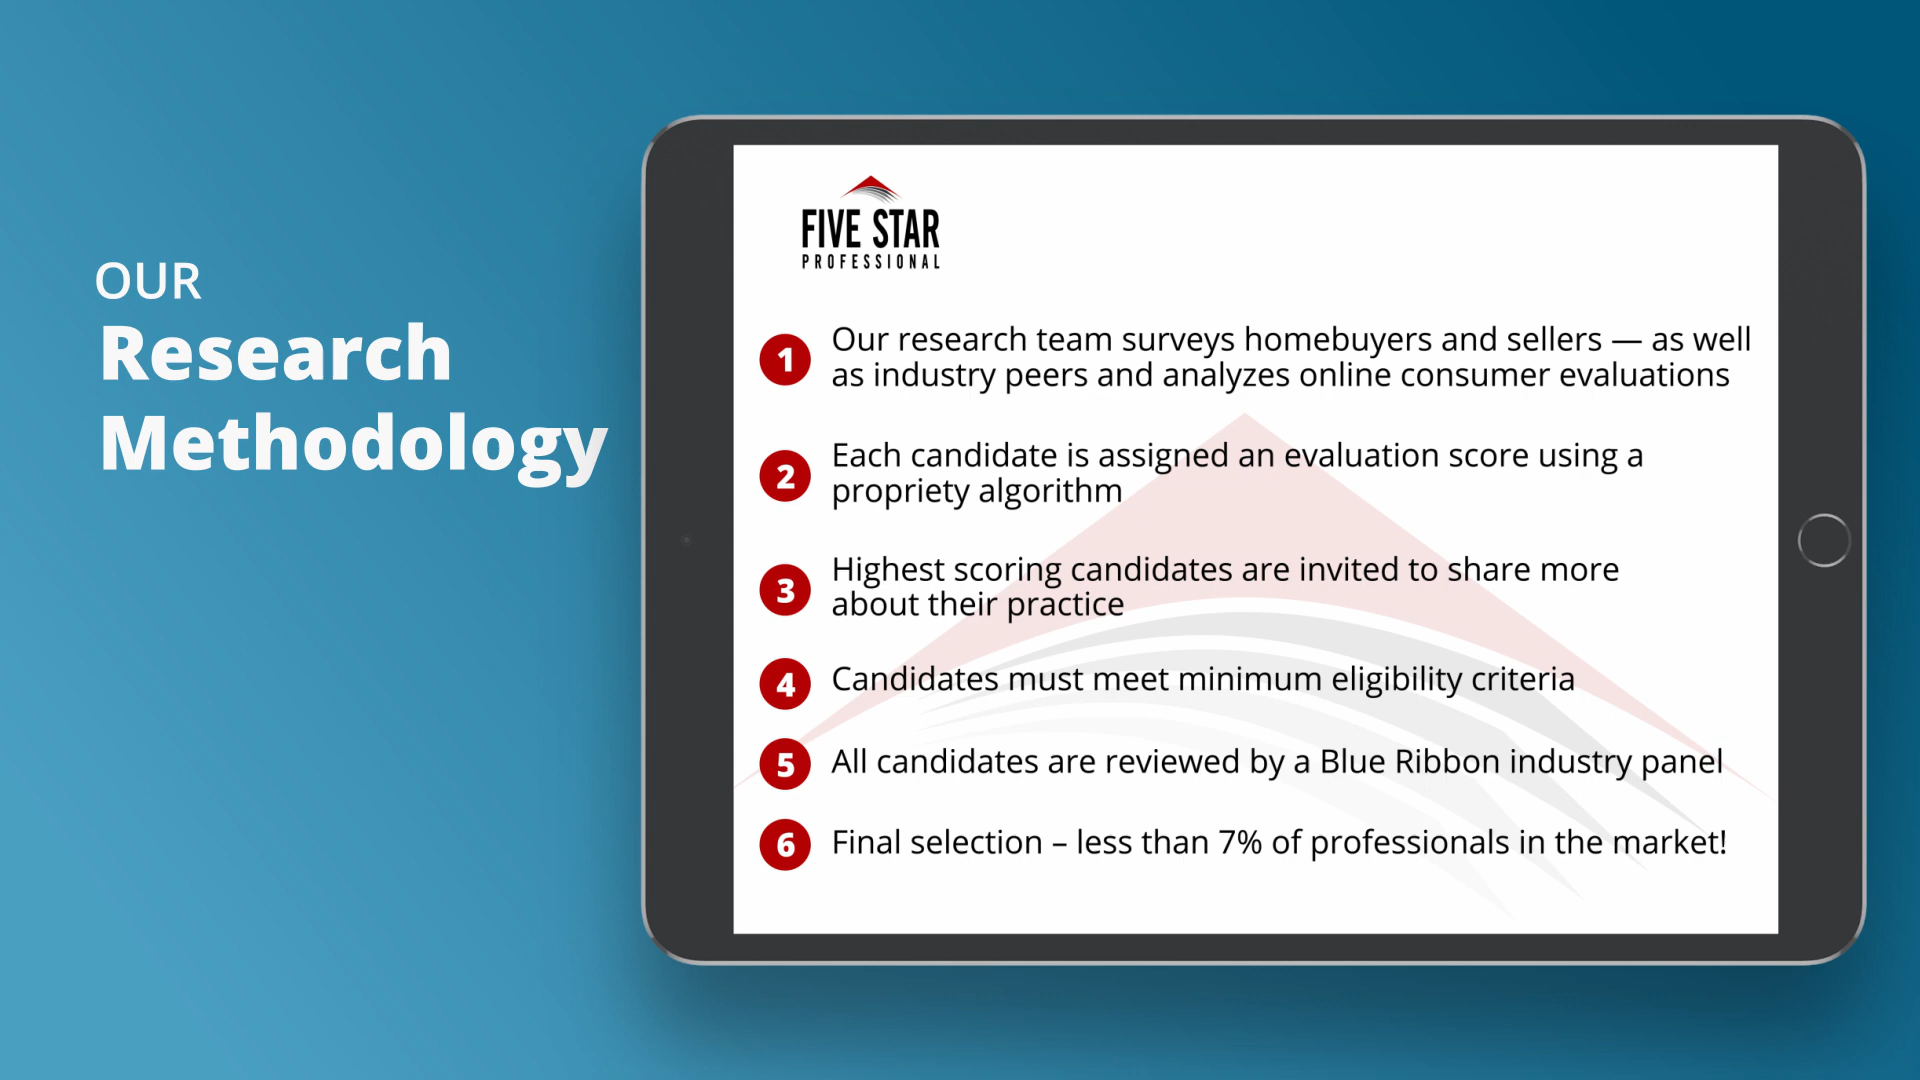 OUR
Research
Methodology
FIVE STAR
PROFESSIONAL
1 Our research team surveys homebuyers and sellers — as well
as industry peers and analyzes online consumer evaluations
2 Each candidate is assigned an evaluation score using a
propriety algorithm
3 Highest scoring candidates are invited to share more
about their practice
4 Candidates must meet minimum eligibility criteria
5 All candidates are reviewed by a Blue Ribbon industry panel
6 Final selection – less than 7% of professionals in the market!